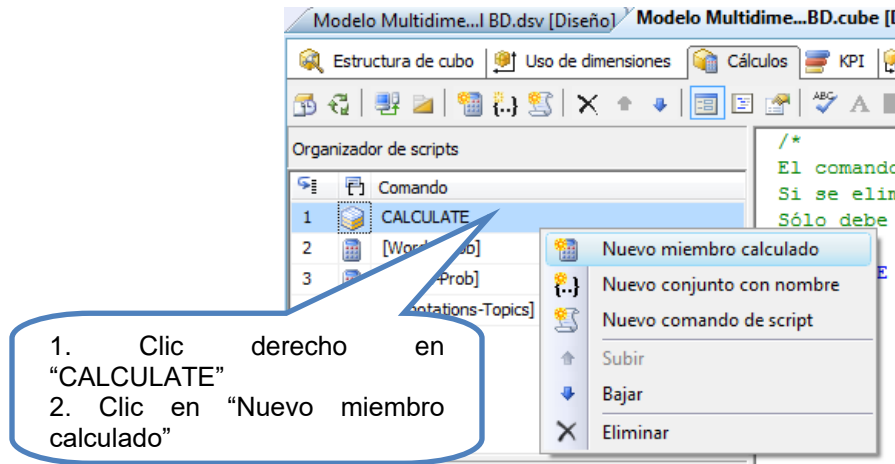 Modelo Multidime...l BD.dsv [Diseño]
Modelo Multidime...BD.cube [
Estructura de cubo
Uso de dimensiones
Cálculos
KPI
ABC
A
Organizador de scripts
/*
El comando
Si se elim
Sólo debe
Comando
1 CALCULATE
2
3
Prob]
otations-Topics]
E
Nuevo miembro calculado
Nuevo conjunto con nombre
Nuevo comando de script
Subir
Bajar
Eliminar
1. Clic derecho en
“CALCULATE”
2. Clic en “Nuevo miembro
calculado”